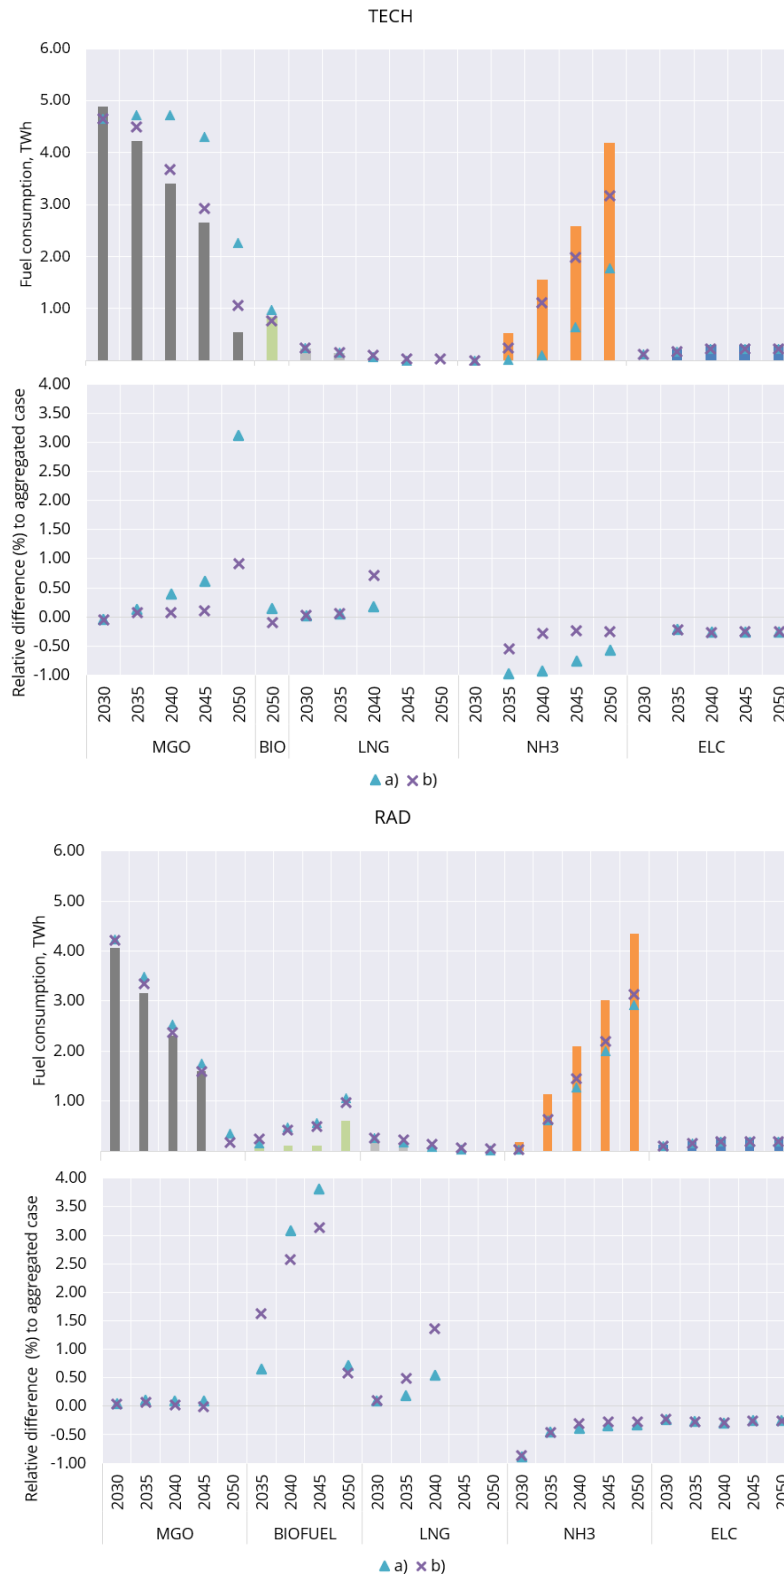 TECH
Fuel consumption, TWh
6.00
5.00
4.00
3.00
2.00
1.00
Relative difference (%) to aggregated case
4.00
3.00
2.50
2.00
1.50
1.00
0.50
0.00
-0.50
-1.00
2030 2035 2040 2045 2050 2050 2030 2035 2040 2045 2050 2030 2035 2040 2045 2050 2030 2035 2040 2045 2050
MGO BIO LNG NH3 ELC
a) b)
RAD
Fuel consumption, TWh
6.00
5.00
4.00
3.00
2.00
1.00
Relative difference (%) to aggregated case
4.00
3.50
3.00
2.50
2.00
1.50
1.00
0.50
0.00
-0.50
-1.00
2030 2035 2040 2045 2050 2035 2040 2045 2050 2030 2035 2040 2045 2050 2030 2035 2040 2045 2050 2030 2035 2040 2045 2050
MGO BIOFUEL LNG NH3 ELC
a) b)